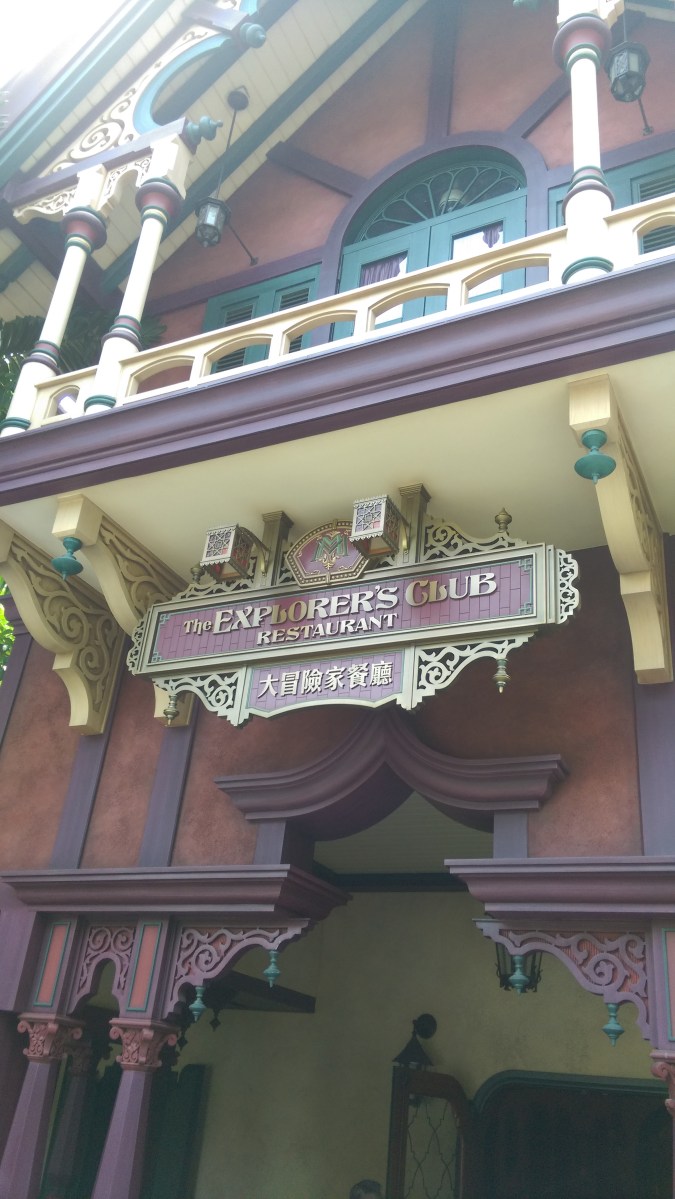 M
The EXPLORER'S CLUB
RESTAURANT
大冒險家餐廳